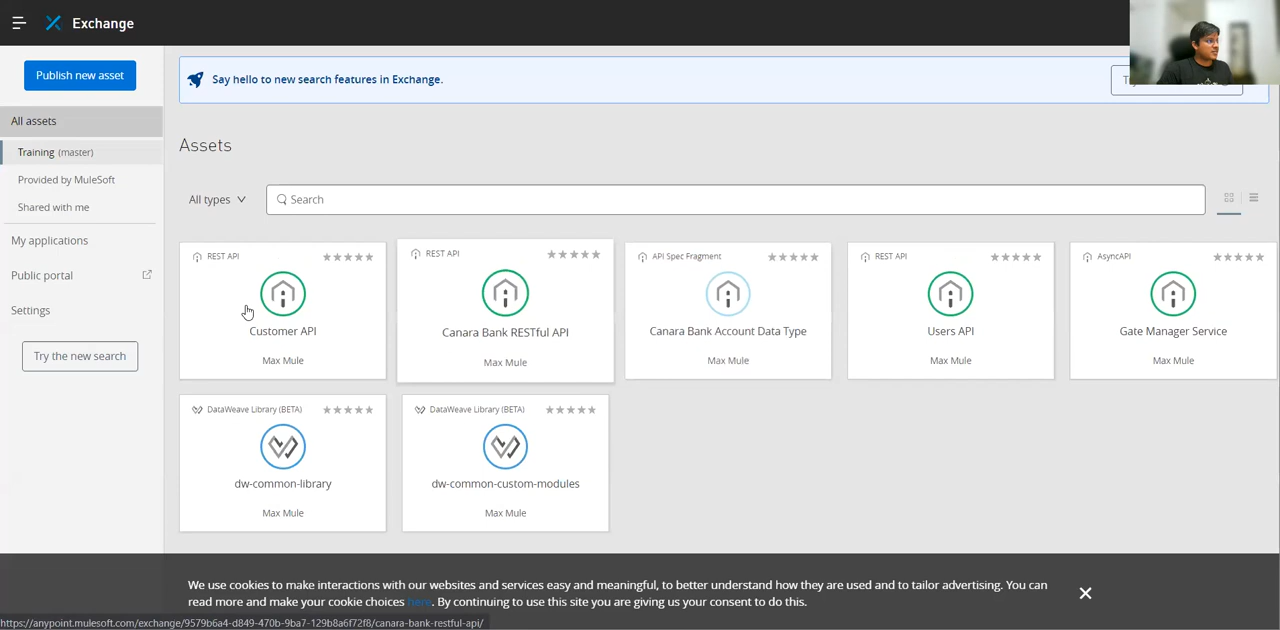 Exchange
Publish new asset
Say hello to new search features in Exchange.
All assets
Training (master)
Assets
Provided by MuleSoft
All types
Search
Shared with me
My applications
REST API
REST API
API Spec Fragment
REST API
AsyncAPI
Public portal
Settings
Customer API
Canara Bank RESTful API
Canara Bank Account Data Type
Users API
Gate Manager Service
Try the new search
Max Mule
Max Mule
Max Mule
Max Mule
Max Mule
DataWeave Library (BETA)
DataWeave Library (BETA)
dw-common-library
dw-common-custom-modules
Max Mule
Max Mule
We use cookies to make interactions with our websites and services easy and meaningful, to better understand how they are used and to tailor advertising. You can
read more and make your cookie choices here. By continuing to use this site you are giving us your consent to do this.
https://anypoint.mulesoft.com/exchange/9579b6a4-d849-470b-9ba7-129b8a6f72f8/canara-bank-restful-api/